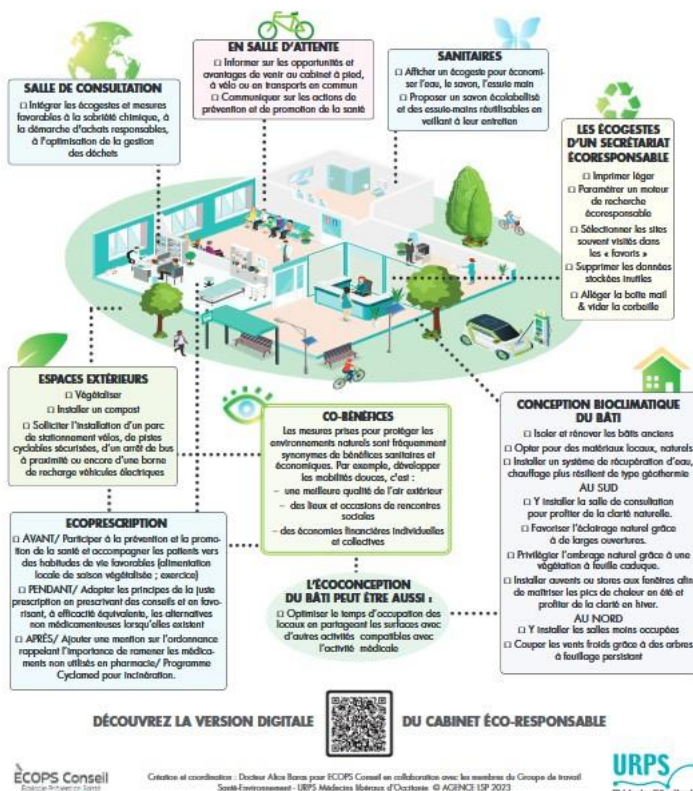 EN SALLE D'ATTENTE
☐ Informer sur les opportunités et
avantages de venir au cabinet à pied,
à vélo ou en transports en commun
☐ Communiquer sur les actions de
prévention et de promotion de la santé
SANITAIRES
☐ Afficher un écogeste pour économi-
ser l'eau, le savon, l'essuie main
☐ Proposer un savon écolabellisé
et des essuie-mains réutilisables en
veillant à leur entretien
SALLE DE CONSULTATION
☐ Intégrer les écogestes et mesures
favorables à la sobriété chimique, à
la démarche d'achats responsables,
à l'optimisation de la gestion
des déchets
LES ÉCOGESTES
D'UN SECRÉTARIAT
ÉCORESPONSABLE
☐ Imprimer léger
☐ Paramétrer un moteur
de recherche
écoresponsable
☐ Sélectionner les sites
souvent visités dans
les « favoris »
☐ Supprimer les données
stockées inutiles
☐ Alléger la boîte mail
& vider la corbeille
ESPACES EXTÉRIEURS
☐ Végétaliser
☐ Installer un compost
☐ Solliciter l'installation d'un parc
de stationnement vélos, de pistes
cyclables sécurisées, d'un arrêt de bus
à proximité ou encore d'une borne
de recharge véhicules électriques
CO-BÉNÉFICES
Les mesures prises pour protéger les
environnements naturels sont fréquemment
synonymes de bénéfices sanitaires et
économiques. Par exemple, développer
les mobilités douces, c'est :
– une meilleure qualité de l'air extérieur
– des lieux et occasions de rencontres
sociales
– des économies financières individuelles
et collectives
CONCEPTION BIOCLIMATIQUE
DU BÂTI
☐ Isoler et rénover les bâtis anciens
☐ Opter pour des matériaux locaux, naturels
☐ Installer un système de récupération d'eau,
chauffage plus résilient de type géothermie
AU SUD
☐ Y installer la salle de consultation
pour profiter de la clarté naturelle.
☐ Favoriser l'éclairage naturel grâce
à de larges ouvertures.
☐ Privilégier l'ombrage naturel grâce à une
végétation à feuille caduque.
☐ Installer auvents ou stores aux fenêtres afin
de maîtriser les pics de chaleur en été et
profiter de la clarté en hiver.
AU NORD
☐ Y installer les salles moins occupées
☐ Couper les vents froids grâce à des arbres
à feuillage persistant
ECOPRESCRIPTION
☐ AVANT/ Participer à la prévention et la promo-
tion de la santé et accompagner les patients vers
des habitudes de vie favorables (alimentation
locale de saison végétalisée ; exercice)
☐ PENDANT/ Adopter les principes de la juste
prescription en prescrivant des conseils et en favo-
risant, à efficacité équivalente, les alternatives
non médicamenteuses lorsqu'elles existent
☐ APRÈS/ Ajouter une mention sur l'ordonnance
rappelant l'importance de ramener les médica-
ments non utilisés en pharmacie/ Programme
Cyclamed pour incinération.
L'ÉCOCONCEPTION
DU BÂTI PEUT ÊTRE AUSSI :
☐ Optimiser le temps d'occupation des
locaux en partageant les surfaces avec
d'autres activités compatibles avec
l'activité médicale
DÉCOUVREZ LA VERSION DIGITALE DU CABINET ÉCO-RESPONSABLE
ÈCOPS Conseil
Création et coordination : Docteur Alice Baras pour ECOPS Conseil en collaboration avec les membres du Groupe de travail
Santé-Environnement - URPS Médecins libéraux d'Occitanie © AGENCE LSP 2023
URPS